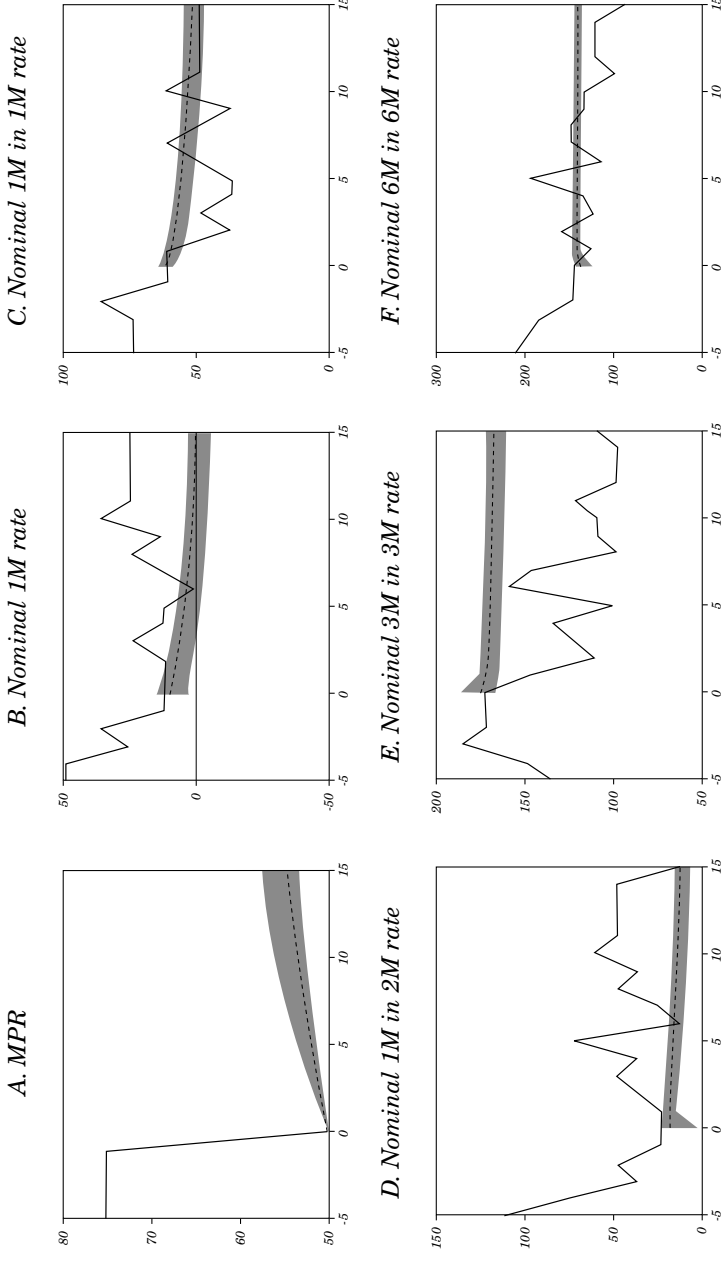 A. MPR
80
70
60
50
-5 0 5 10 15
B. Nominal 1M rate
50
0
-50
-5 0 5 10 15
C. Nominal 1M in 1M rate
100
50
0
-5 0 5 10 15
D. Nominal 1M in 2M rate
150
100
50
0
-5 0 5 10 15
E. Nominal 3M in 3M rate
200
150
100
50
-5 0 5 10 15
F. Nominal 6M in 6M rate
300
200
100
0
-5 0 5 10 15